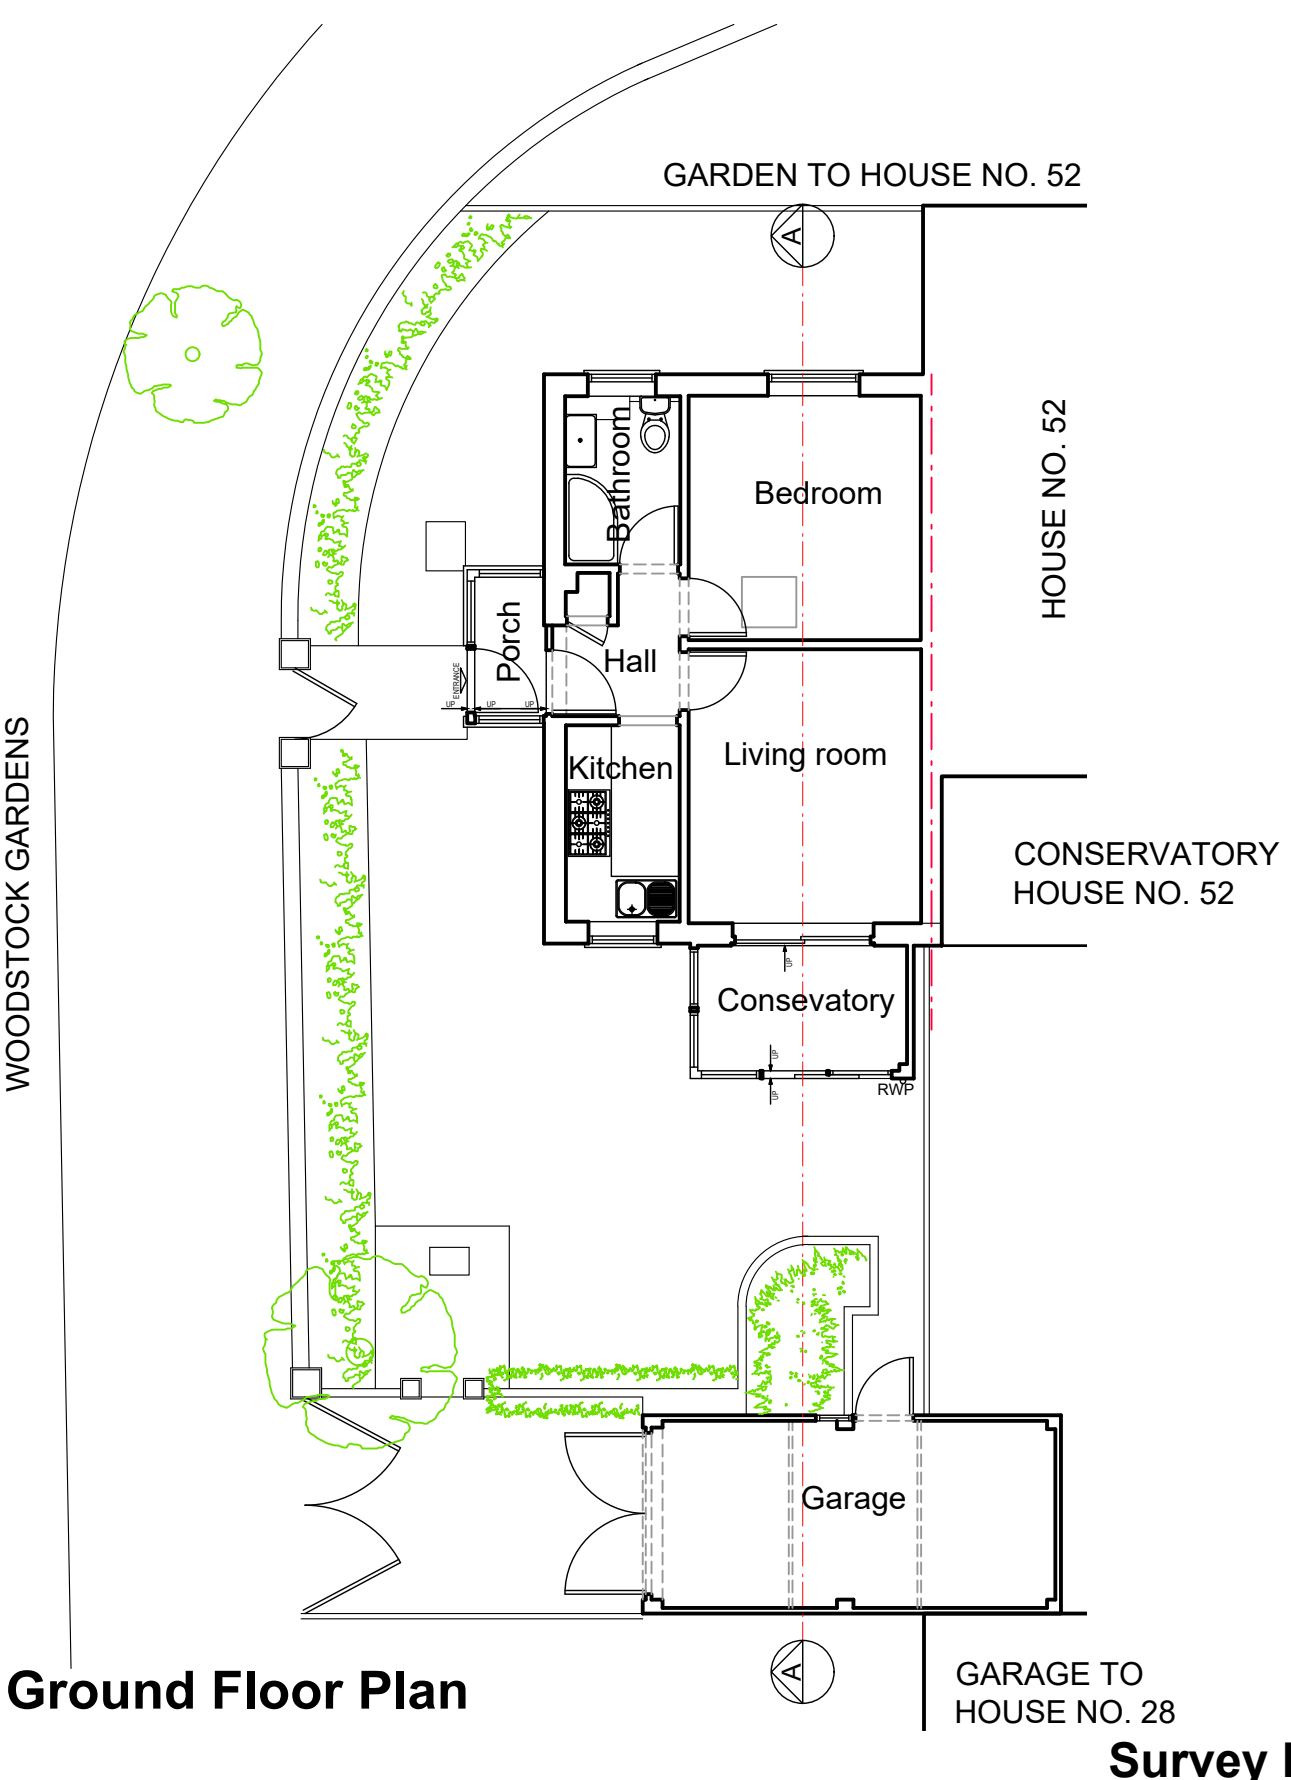 GARDEN TO HOUSE NO. 52
A
HOUSE NO. 52
Bathroom
Bedroom
Porch
ENTRANCE
Hall
UP
UP
UP
WOODSTOCK GARDENS
Kitchen
Living room
CONSERVATORY
HOUSE NO. 52
UP
Consevatory
UP
UP
RWP
Garage
A
Ground Floor Plan
GARAGE TO
HOUSE NO. 28
Survey